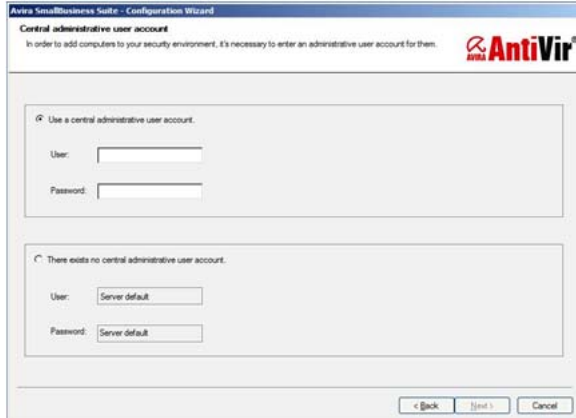 Avira SmallBusiness Suite - Configuration Wizard
Central administrative user account
In order to add computers to your security environment, it's necessary to enter an administrative user account for them.
AVIRA AntiVir®
Use a central administrative user account.
User:
Password:
There exists no central administrative user account.
User: Server default
Password: Server default
< Back Next > Cancel